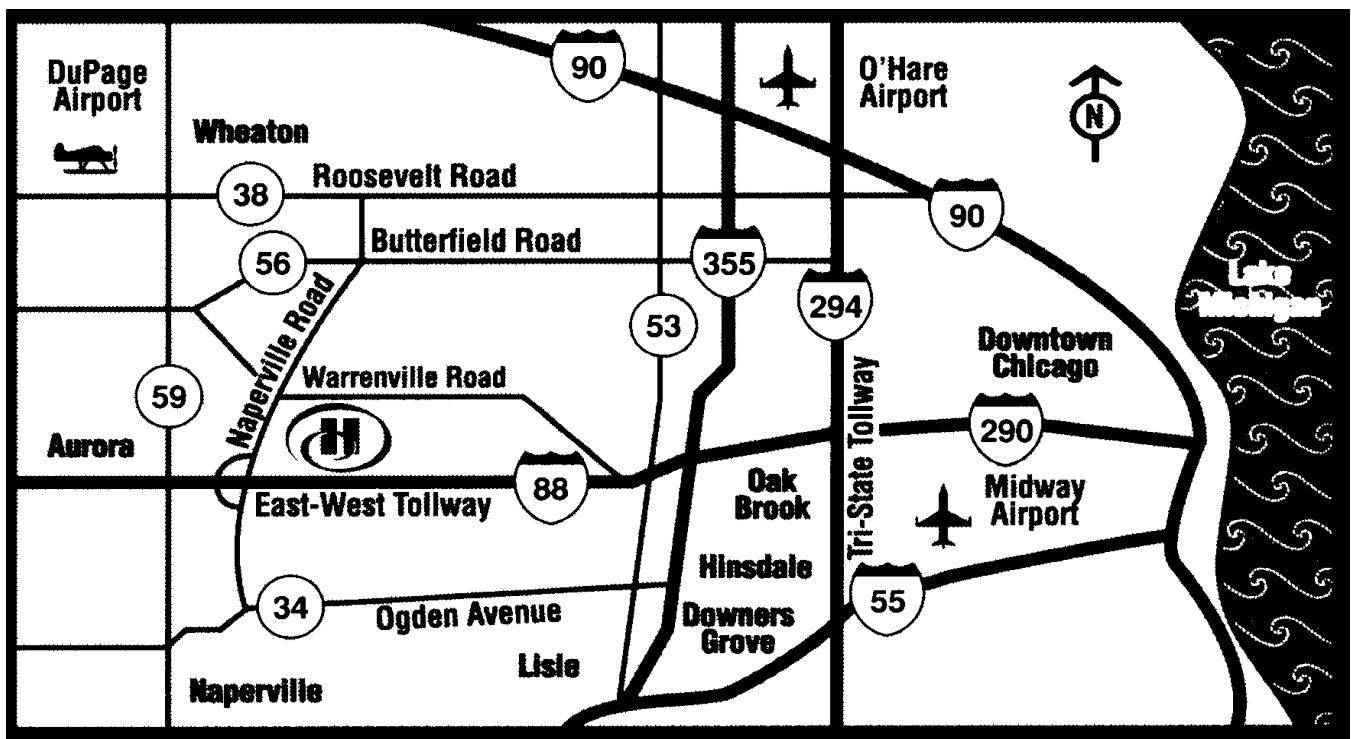 90
DuPage
Airport
O'Hare
Airport
N
Wheaton
38
Roosevelt Road
90
56
Butterfield Road
355
Lake
Michigan
294
53
Naperville Road
Downtown
Chicago
59
Warrenville Road
Tri-State Tollway
290
Aurora
H
88
East-West Tollway
Oak
Brook
Midway
Airport
Hinsdale
34
Ogden Avenue
55
Downers
Grove
Lisle
Naperville